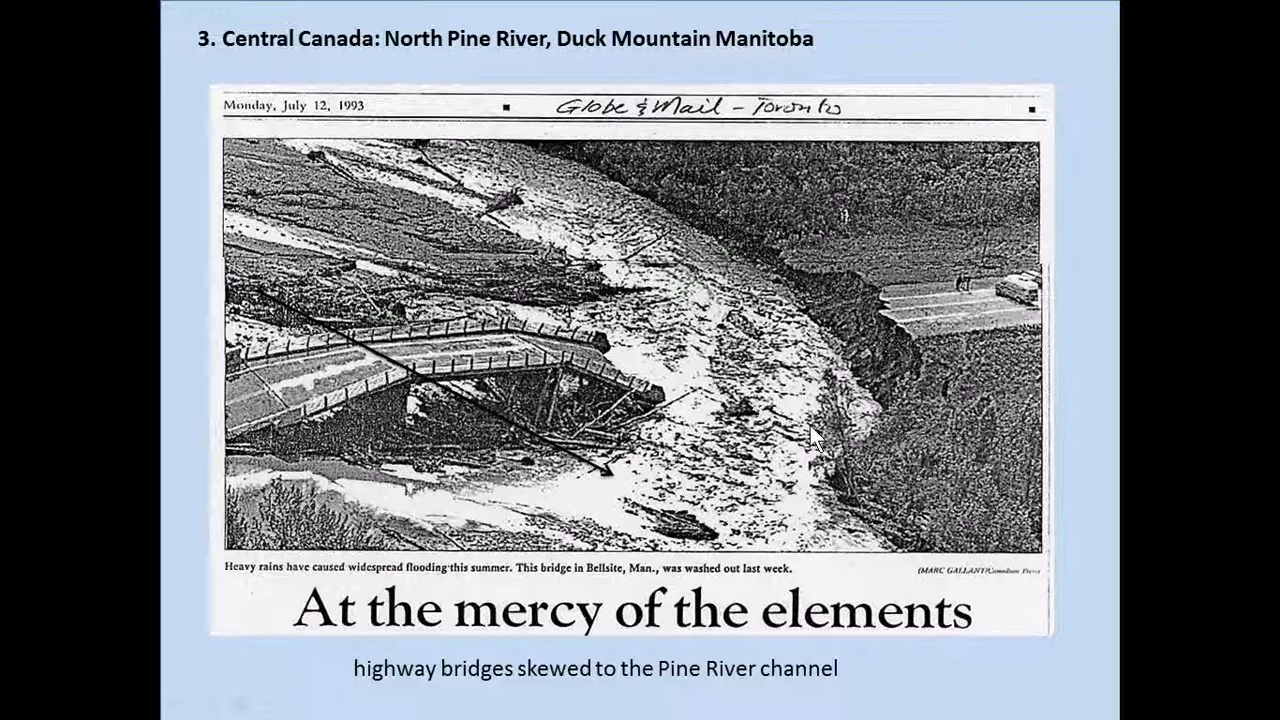 3. Central Canada: North Pine River, Duck Mountain Manitoba
Monday, July 12, 1993 Globe & Mail - Toronto
Heavy rains have caused widespread flooding this summer. This bridge in Bellsite, Man., was washed out last week. (MARC GALLANT/Canadian Press
At the mercy of the elements
highway bridges skewed to the Pine River channel